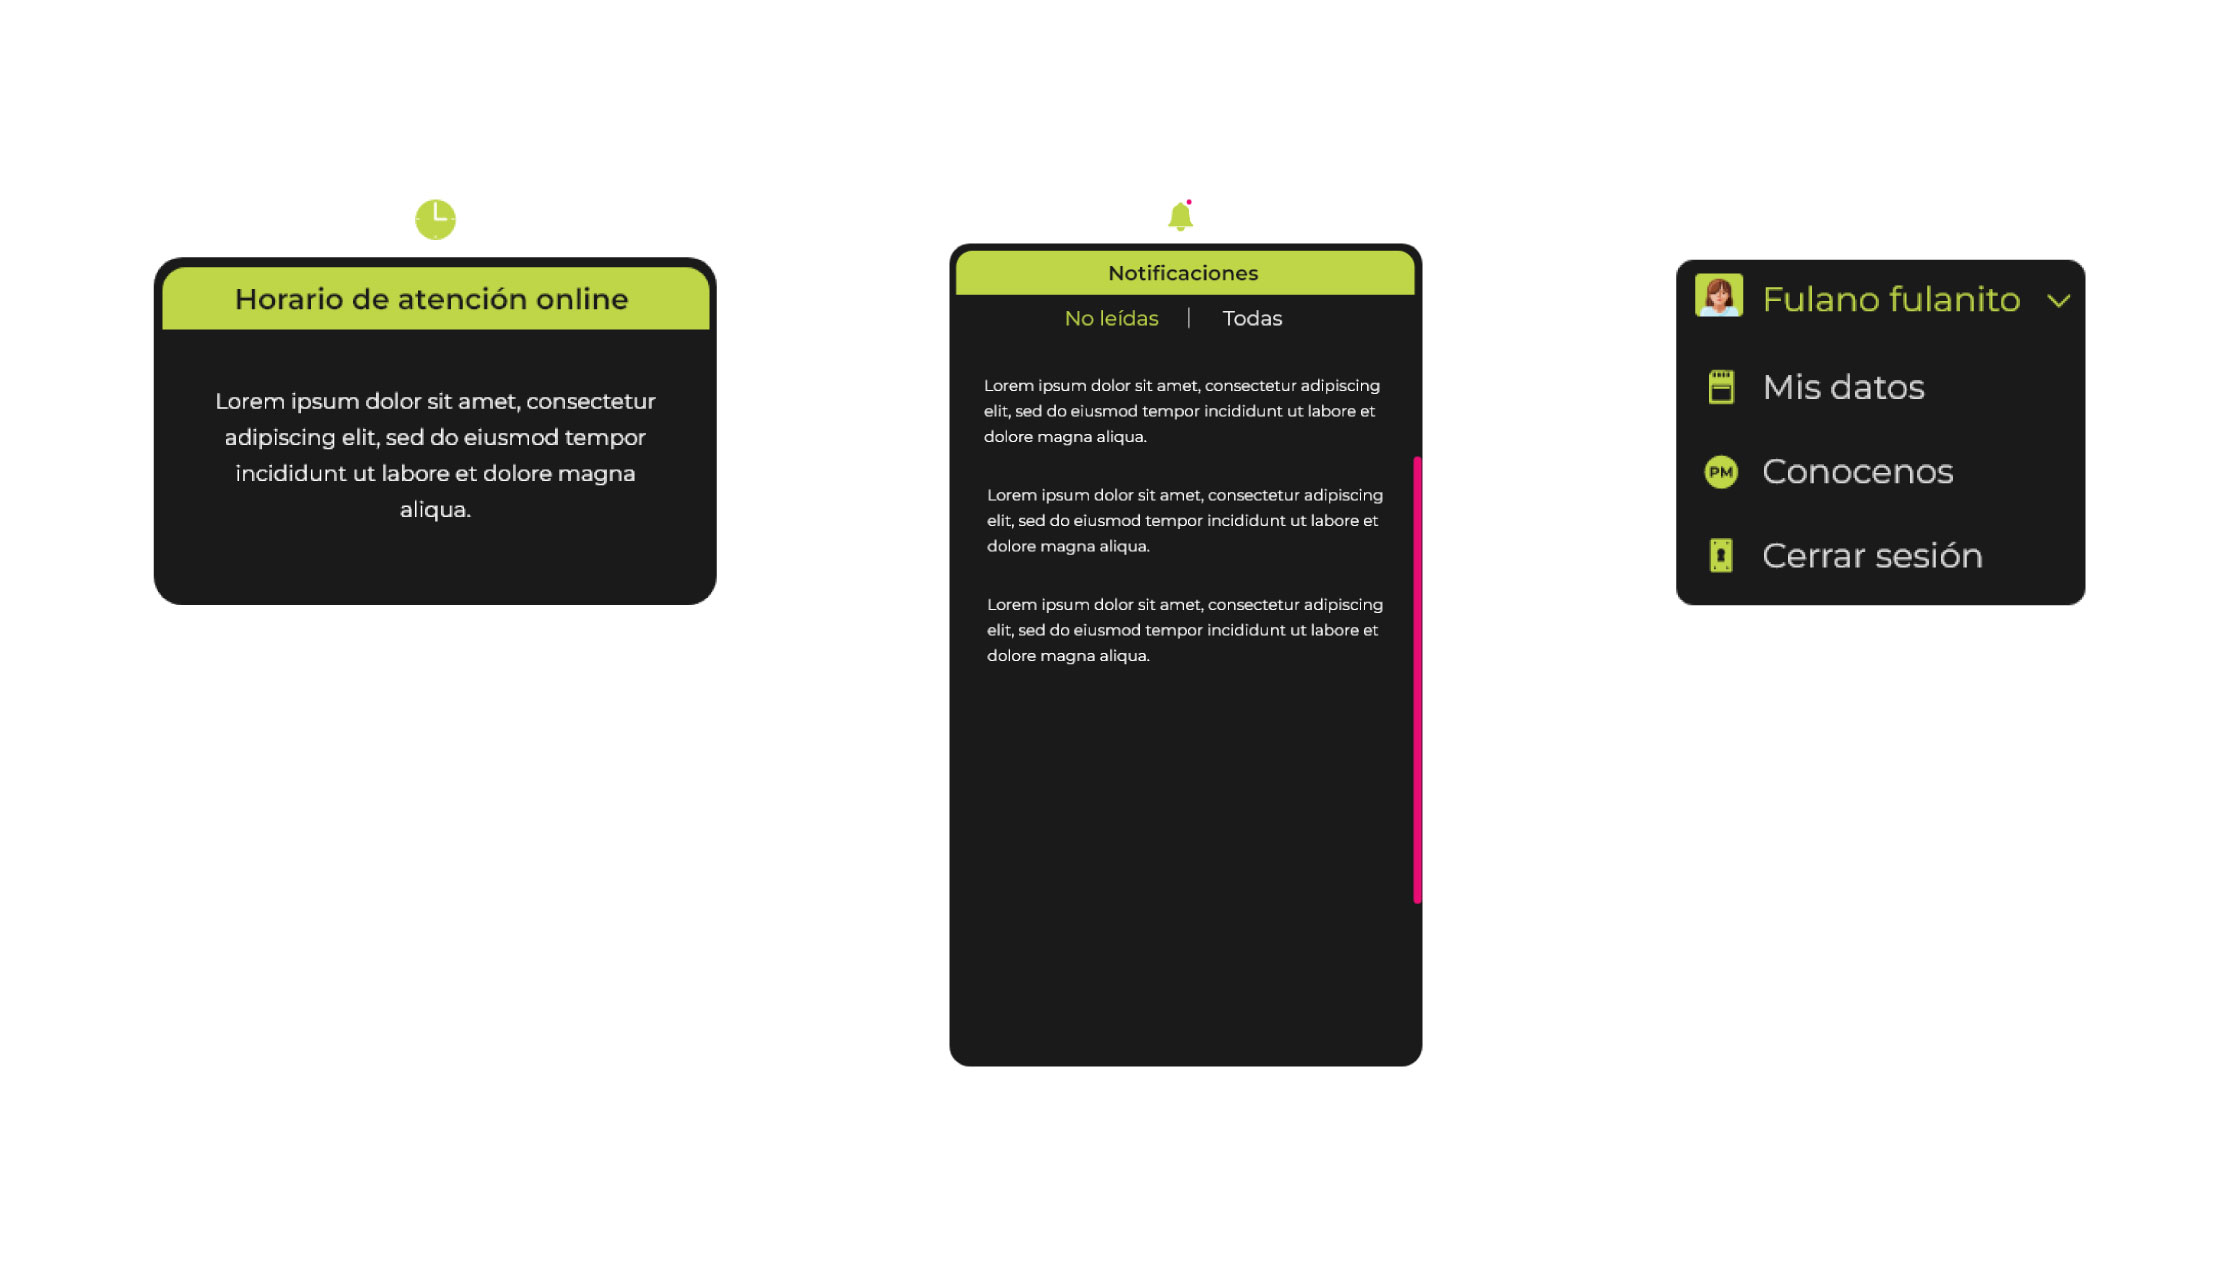 Horario de atención online
Lorem ipsum dolor sit amet, consectetur
adipiscing elit, sed do eiusmod tempor
incididunt ut labore et dolore magna
aliqua.
Notificaciones
No leídas | Todas
Lorem ipsum dolor sit amet, consectetur adipiscing
elit, sed do eiusmod tempor incididunt ut labore et
dolore magna aliqua.
Lorem ipsum dolor sit amet, consectetur adipiscing
elit, sed do eiusmod tempor incididunt ut labore et
dolore magna aliqua.
Lorem ipsum dolor sit amet, consectetur adipiscing
elit, sed do eiusmod tempor incididunt ut labore et
dolore magna aliqua.
Fulano fulanito
Mis datos
PM Conocenos
Cerrar sesión